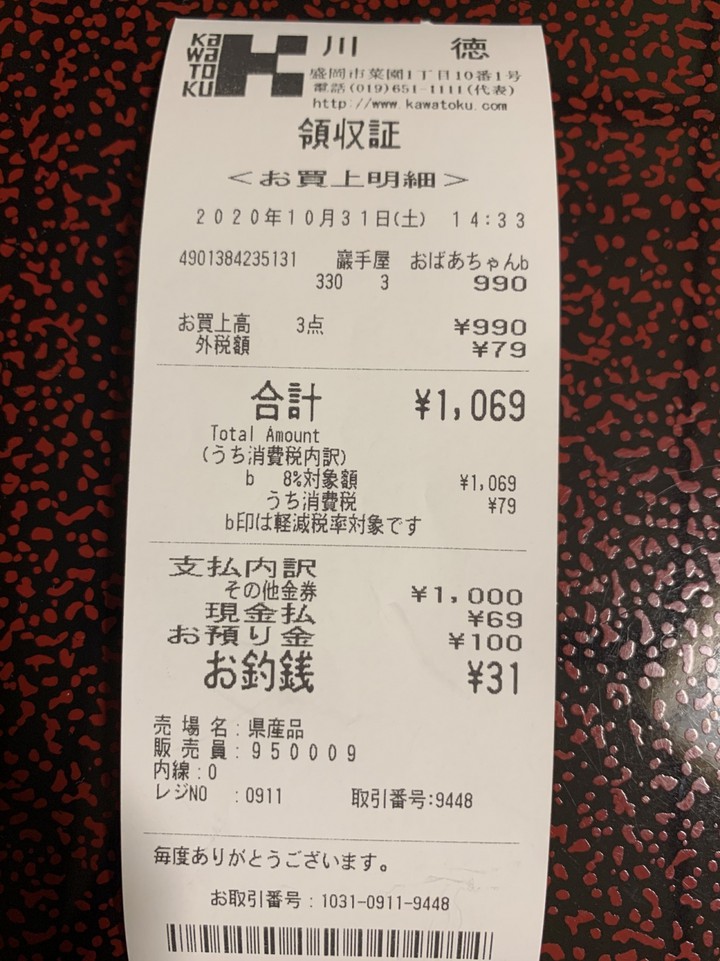 KaWaTOKU 川徳
盛岡市菜園1丁目10番1号
電話(019)651-1111(代表)
http://www.kawatoku.com
領収証
<お買上明細>
2020年10月31日(土) 14:33
4901384235131 巖手屋 おばあちゃんb
330 3 990
お買上高 3点 ¥990
外税額 ¥79
合計 ¥1,069
Total Amount
(うち消費税内訳)
b 8%対象額 ¥1,069
うち消費税 ¥79
b印は軽減税率対象です
支払内訳
その他金券 ¥1,000
現金払 ¥69
お預り金 ¥100
お釣銭 ¥31
売場名:県産品
販売員:950009
内線:0
レジNO :0911 取引番号:9448
毎度ありがとうございます。
お取引番号:1031-0911-9448